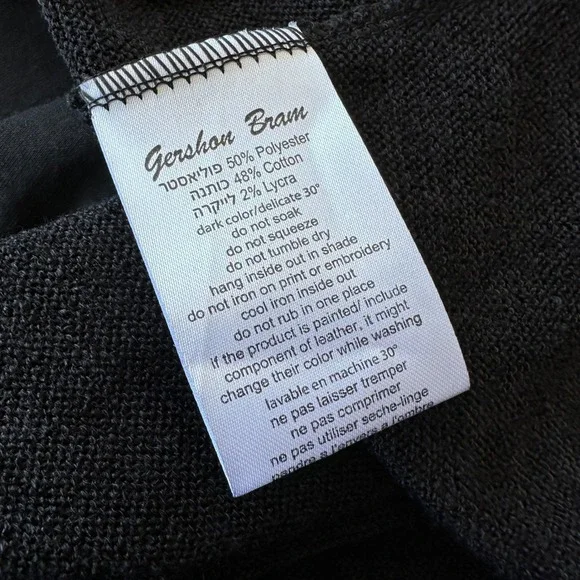 Gershon Bram
פוליאסטר 50% Polyester
כותנה 48% Cotton
לייקרה 2% Lycra
dark color/delicate 30°
do not soak
do not squeeze
do not tumble dry
hang inside out in shade
do not iron on print or embroidery
cool iron inside out
do not rub in one place
if the product is painted/ include
component of leather, it might
change their color while washing
lavable en machine 30°
ne pas laisser tremper
ne pas comprimer
ne pas utiliser seche-linge
pendre a l'envers a l'ombre